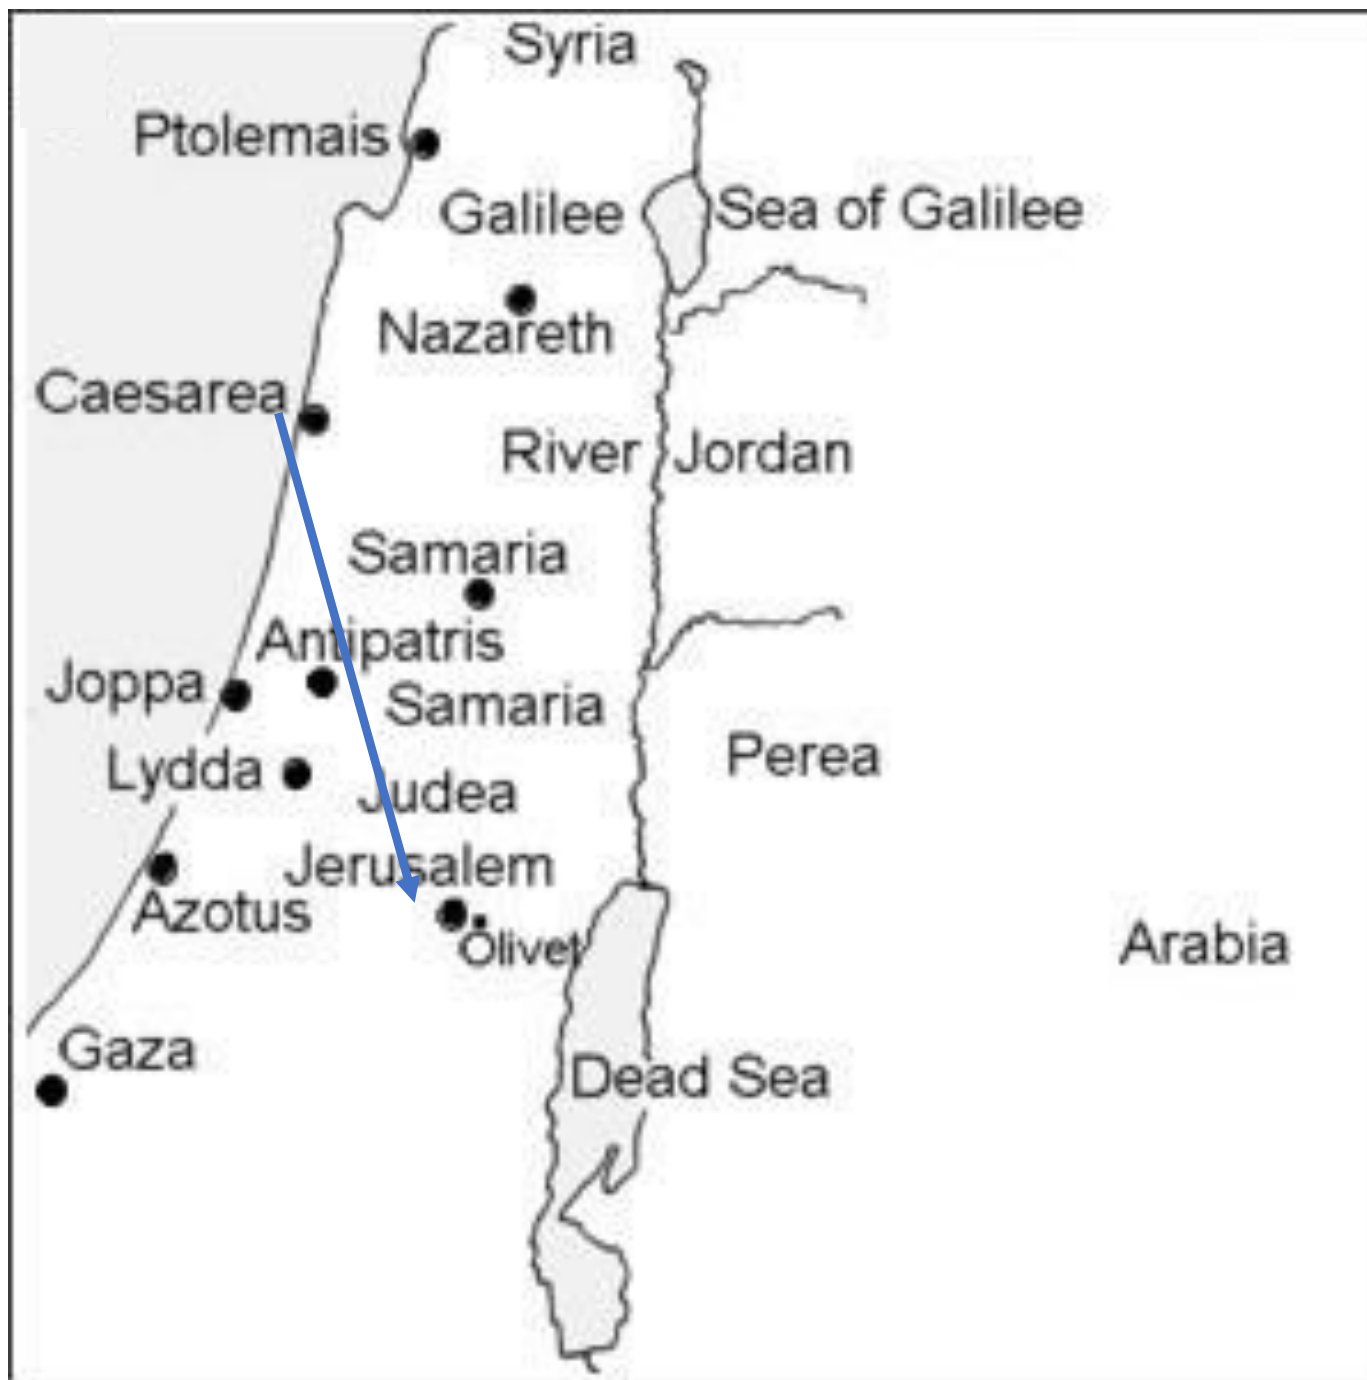 Syria
Ptolemais
Galilee
Sea of Galilee
Nazareth
Caesarea
River Jordan
Samaria
Antipatris
Joppa
Samaria
Perea
Lydda
Judea
Jerusalem
Azotus
Olivet
Arabia
Gaza
Dead Sea